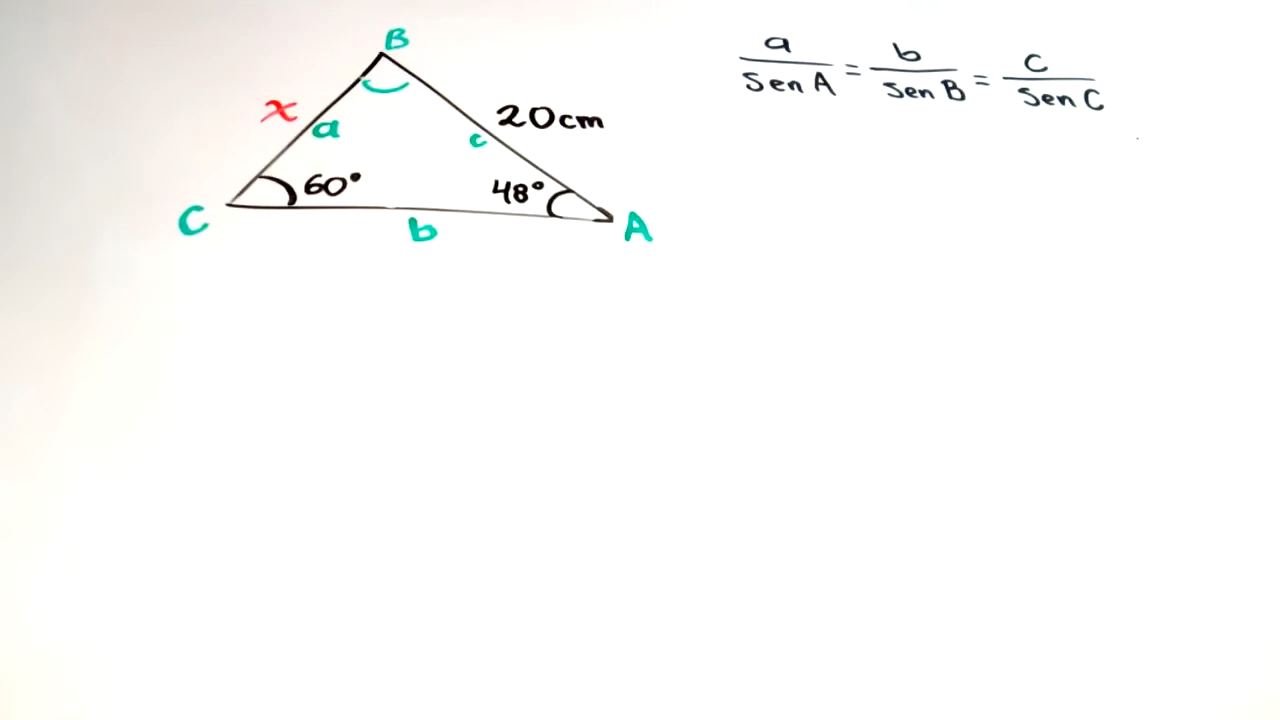 B
x
a
c
20cm
60°
48°
C
b
A
a/Sen A = b/Sen B = c/Sen C